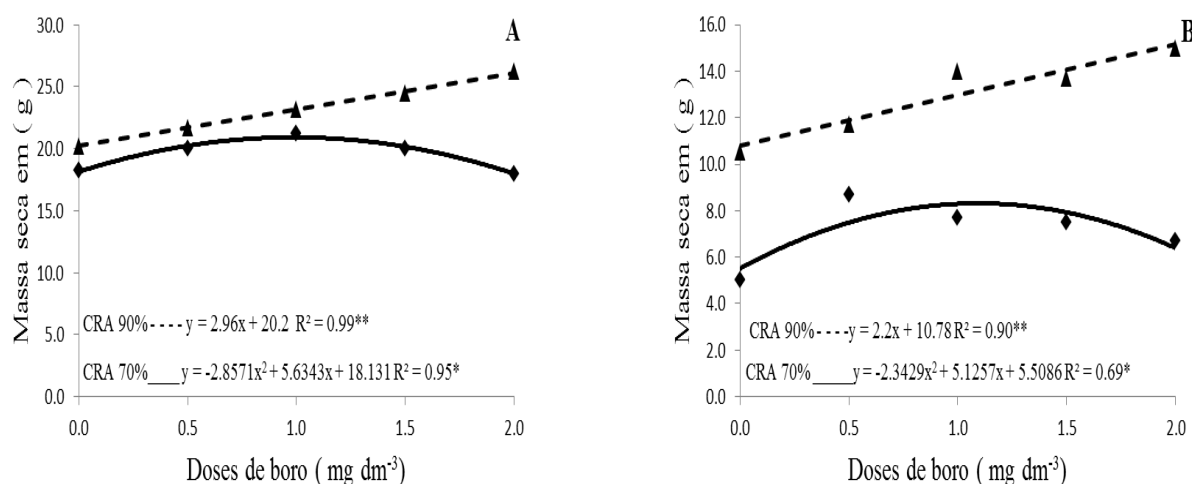 A
Massa seca em ( g )
30.0
25.0
20.0
15.0
10.0
5.0
0.0
CRA 90% - - - - y = 2.96x + 20.2 R² = 0.99**
CRA 70%____ y = -2.8571x² + 5.6343x + 18.131 R² = 0.95*
0.0 0.5 1.0 1.5 2.0
Doses de boro ( mg dm⁻³)
B
Massa seca em ( g )
16.0
14.0
12.0
10.0
8.0
6.0
4.0
2.0
0.0
CRA 90% - - - -y = 2.2x + 10.78 R² = 0.90**
CRA 70% _____y = -2.3429x² + 5.1257x + 5.5086 R² = 0.69*
0.0 0.5 1.0 1.5 2.0
Doses de boro ( mg dm⁻³)